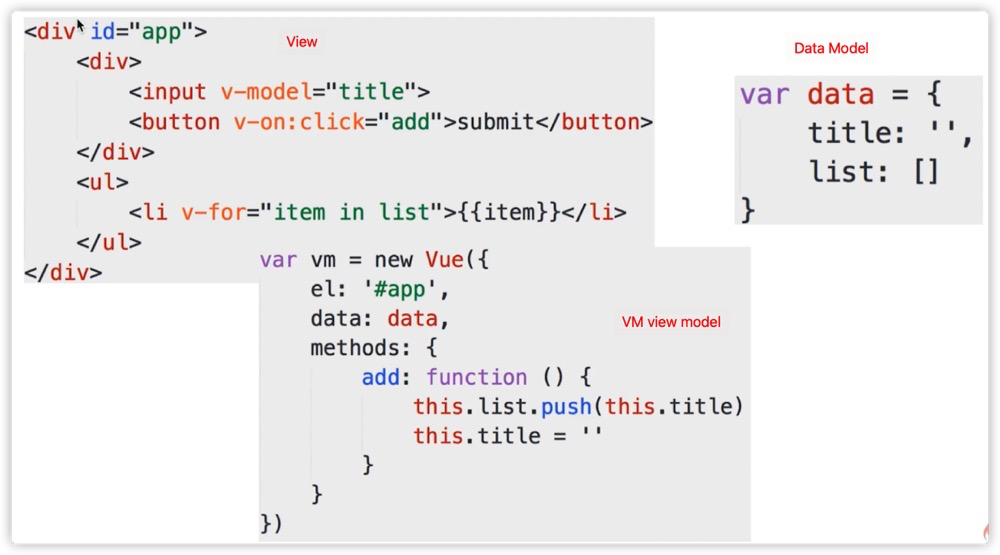 <div id="app">
    <div>
        <input v-model="title">
        <button v-on:click="add">submit</button>
    </div>
    <ul>
        <li v-for="item in list">{{item}}</li>
    </ul>
</div>
View
Data Model
var data = {
    title: '',
    list: []
}
var vm = new Vue({
    el: '#app',
    data: data,
    methods: {
        add: function () {
            this.list.push(this.title)
            this.title = ''
        }
    }
})
VM view model